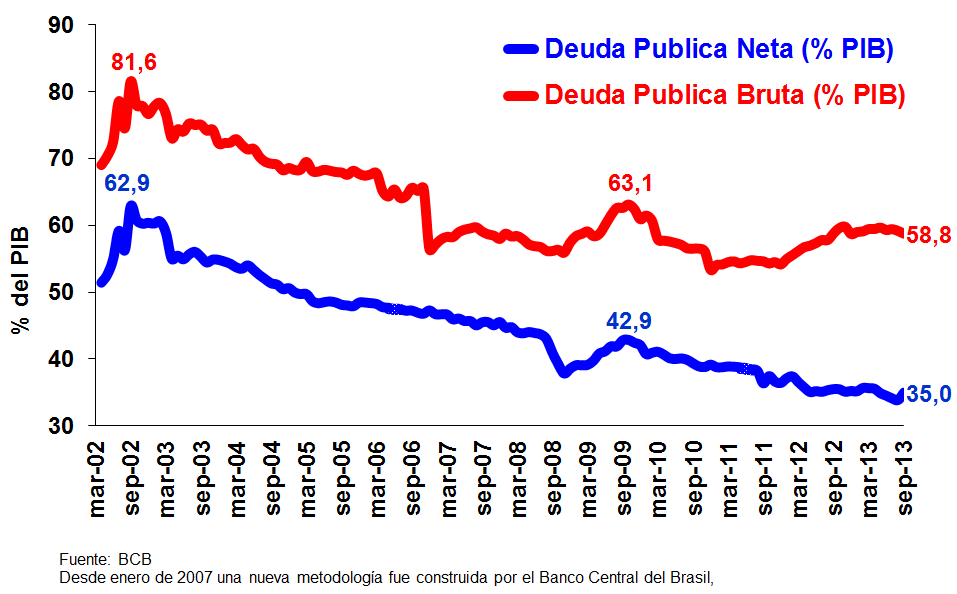 Deuda Publica Neta (% PIB)
Deuda Publica Bruta (% PIB)
% del PIB
90
80
70
60
50
40
30
81,6
62,9
63,1
42,9
58,8
35,0
mar-02
sep-02
mar-03
sep-03
mar-04
sep-04
mar-05
sep-05
mar-06
sep-06
mar-07
sep-07
mar-08
sep-08
mar-09
sep-09
mar-10
sep-10
mar-11
sep-11
mar-12
sep-12
mar-13
sep-13
Fuente: BCB
Desde enero de 2007 una nueva metodología fue construida por el Banco Central del Brasil,